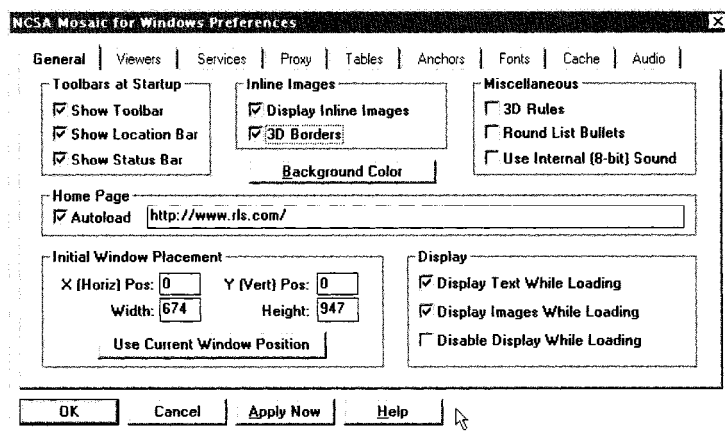 NCSA Mosaic for Windows Preferences
General Viewers Services Proxy Tables Anchors Fonts Cache Audio
Toolbars at Startup
Show Toolbar
Show Location Bar
Show Status Bar
Inline Images
Display Inline Images
3D Borders
Background Color
Miscellaneous
3D Rules
Round List Bullets
Use Internal (8-bit) Sound
Home Page
Autoload http://www.rls.com/
Initial Window Placement
X (Horiz) Pos: 0 Y (Vert) Pos: 0
Width: 674 Height: 947
Use Current Window Position
Display
Display Text While Loading
Display Images While Loading
Disable Display While Loading
OK Cancel Apply Now Help